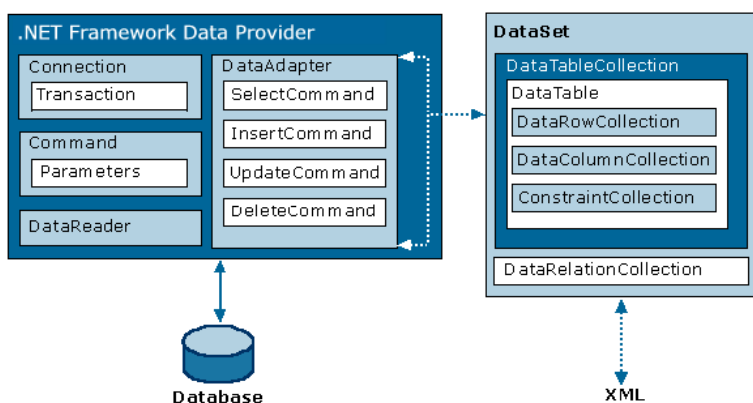 .NET Framework Data Provider
Connection
Transaction
Command
Parameters
DataReader
DataAdapter
SelectCommand
InsertCommand
UpdateCommand
DeleteCommand
Database
DataSet
DataTableCollection
DataTable
DataRowCollection
DataColumnCollection
ConstraintCollection
DataRelationCollection
XML